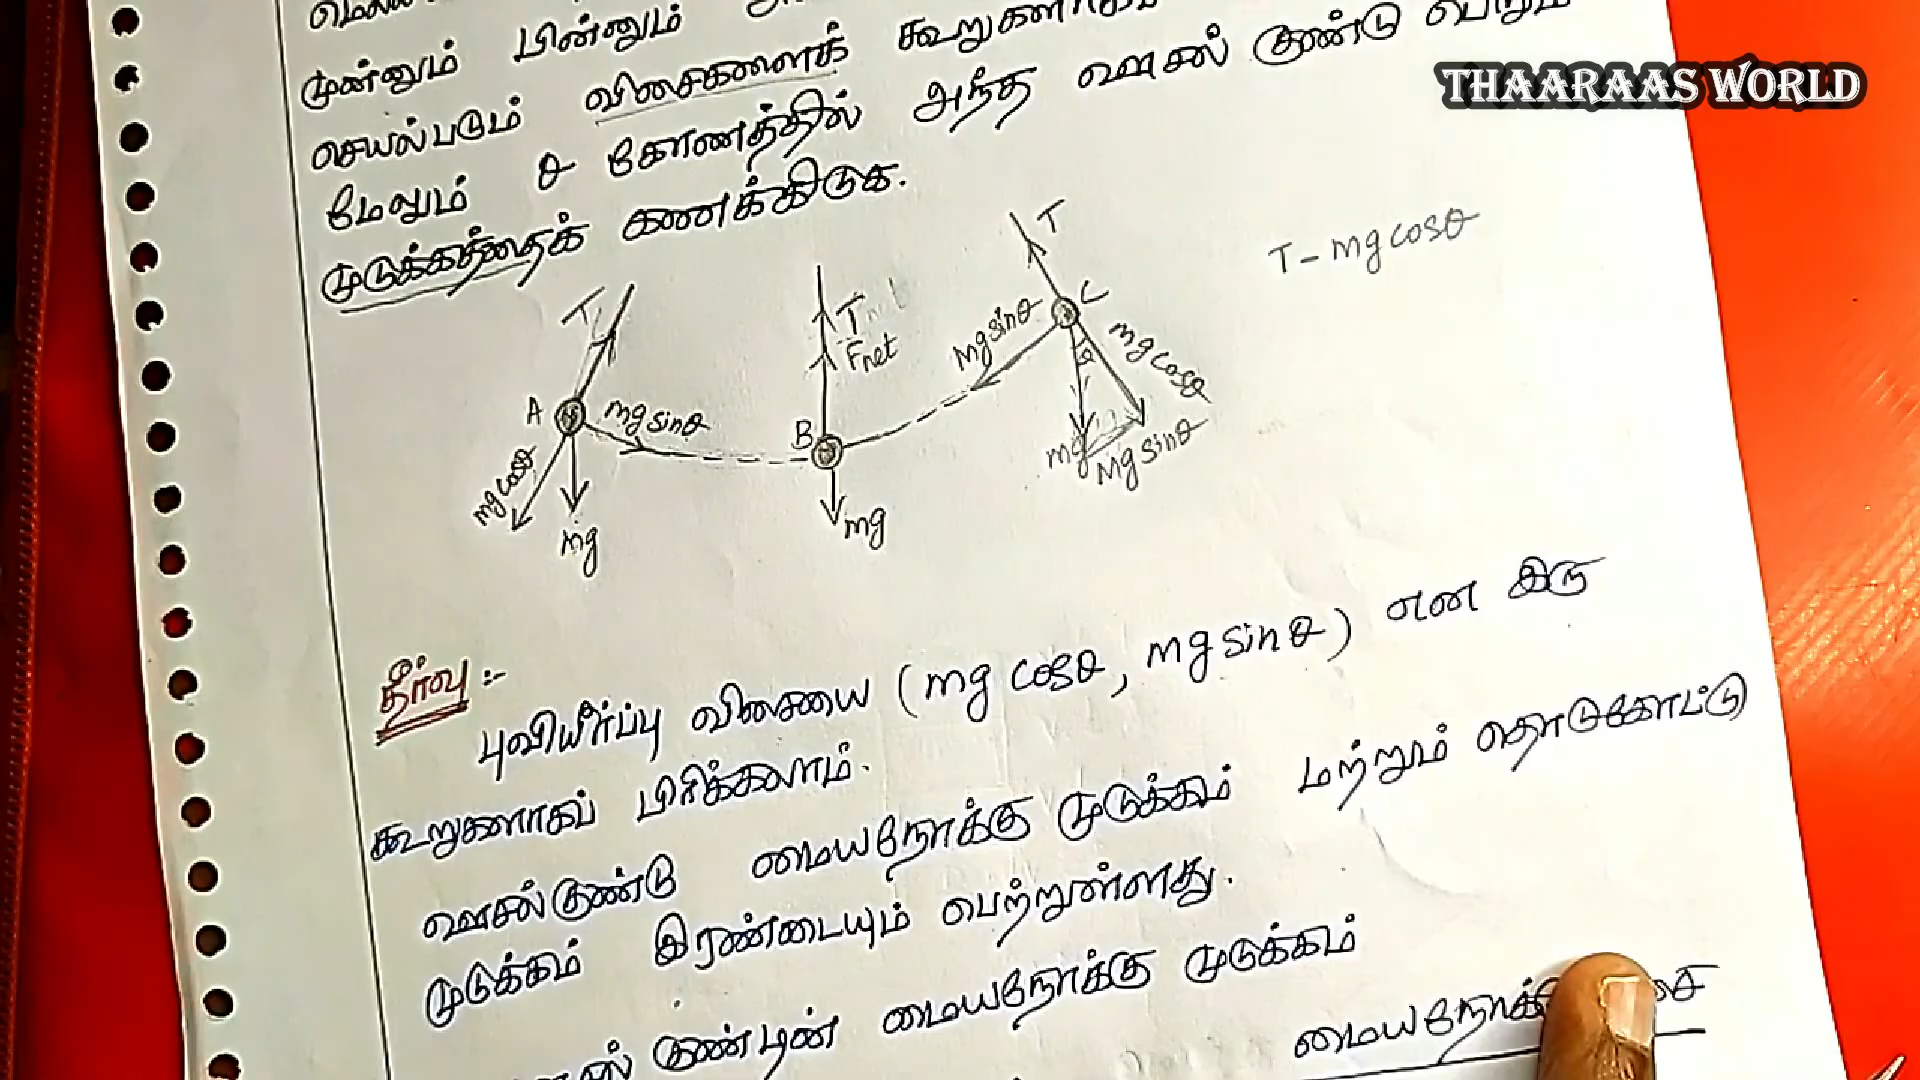 THAARAAS WORLD
முன்னும் பின்னும்
செயல்படும் விசைகளைக்
மேலும் θ கோணத்தில் அந்த ஊசல் குண்டு பெறும்
முடுக்கத்தைக் கணக்கிடுக.
T
T
T - mg cosθ
T
Fnet
C
mg sinθ
mg cosθ
θ
A
mg sinθ
B
mg
mg sinθ
mg cosθ
mg
mg
தீர்வு :-
புவியீர்ப்பு விசையை (mg cosθ, mg sinθ) என இரு
கூறுகளாகப் பிரிக்கலாம்.
ஊசல்குண்டு மையநோக்கு முடுக்கம் மற்றும் தொடுகோட்டு
முடுக்கம் இரண்டையும் பெற்றுள்ளது.
குண்டின் மையநோக்கு முடுக்கம்